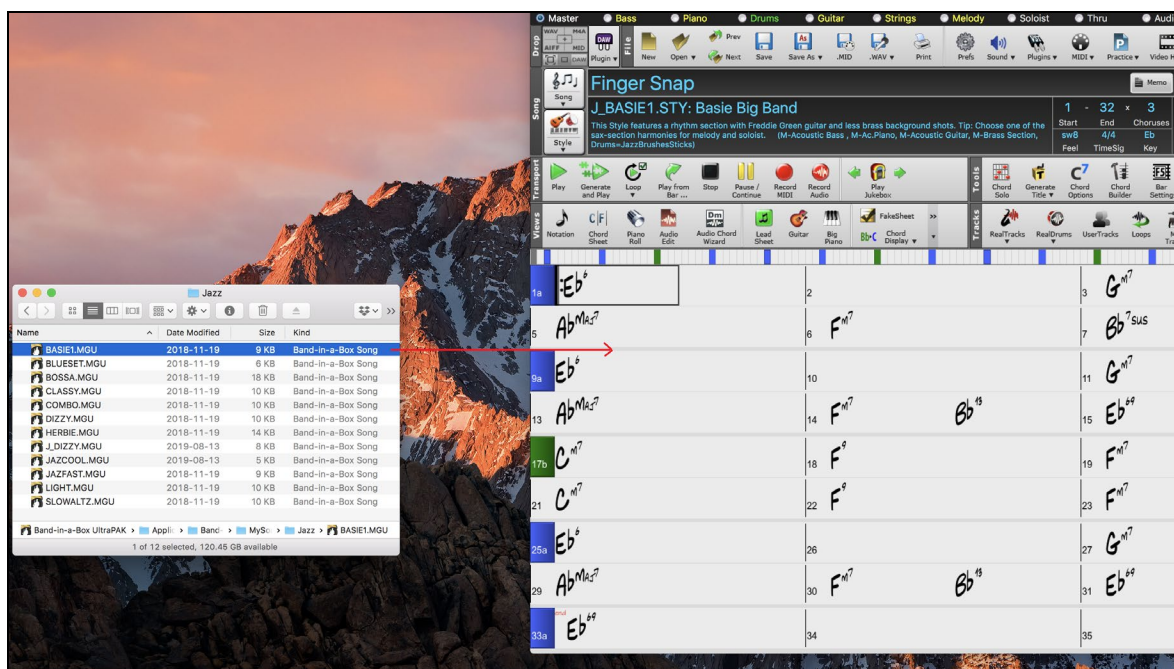 Master Bass Piano Drums Guitar Strings Melody Soloist Thru Audi
Drop
WAV M4A
AIFF MID
DAW
DAW
Plugin
File
New Open Prev Next Save Save As .MID .WAV Print Prefs Sound Plugins MIDI Practice Video H
Song
Song
Style
Finger Snap
Memo
J_BASIE1.STY: Basie Big Band
This Style features a rhythm section with Freddie Green guitar and less brass background shots. Tip: Choose one of the
sax-section harmonies for melody and soloist. (M-Acoustic Bass , M-Ac.Piano, M-Acoustic Guitar, M-Brass Section,
Drums=JazzBrushesSticks)
1 - 32 x 3
Start End Choruses
sw8 4/4 Eb
Feel TimeSig Key
Transport
Play Generate and Play Loop Play from Bar ... Stop Pause / Continue Record MIDI Record Audio Play Jukebox
Tools
Chord Solo Generate Title Chord Options Chord Builder Bar Setting
Views
Notation Chord Sheet Piano Roll Audio Edit Audio Chord Wizard Lead Sheet Guitar Big Piano FakeSheet Chord Display
Tracks
RealTracks RealDrums UserTracks Loops
1a :Eb6 2 3 Gm7
5 AbMAJ7 6 Fm7 7 Bb7sus
9a Eb6 10 11 Gm7
13 AbMAJ7 14 Fm7 Bb13 15 Eb69
17b Cm7 18 F9 19 Fm7
21 Cm7 22 F9 23 Fm7
25a Eb6 26 27 Gm7
29 AbMAJ7 30 Fm7 Bb13 31 Eb69
33a end Eb69 34 35
Jazz
Name Date Modified Size Kind
BASIE1.MGU 2018-11-19 9 KB Band-in-a-Box Song
BLUESET.MGU 2018-11-19 6 KB Band-in-a-Box Song
BOSSA.MGU 2018-11-19 18 KB Band-in-a-Box Song
CLASSY.MGU 2018-11-19 10 KB Band-in-a-Box Song
COMBO.MGU 2018-11-19 10 KB Band-in-a-Box Song
DIZZY.MGU 2018-11-19 10 KB Band-in-a-Box Song
HERBIE.MGU 2018-11-19 14 KB Band-in-a-Box Song
J_DIZZY.MGU 2019-08-13 8 KB Band-in-a-Box Song
JAZCOOL.MGU 2019-08-13 5 KB Band-in-a-Box Song
JAZFAST.MGU 2018-11-19 9 KB Band-in-a-Box Song
LIGHT.MGU 2018-11-19 10 KB Band-in-a-Box Song
SLOWALTZ.MGU 2018-11-19 10 KB Band-in-a-Box Song
Band-in-a-Box UltraPAK > Applic > Band- > MySo > Jazz > BASIE1.MGU
1 of 12 selected, 120.45 GB available